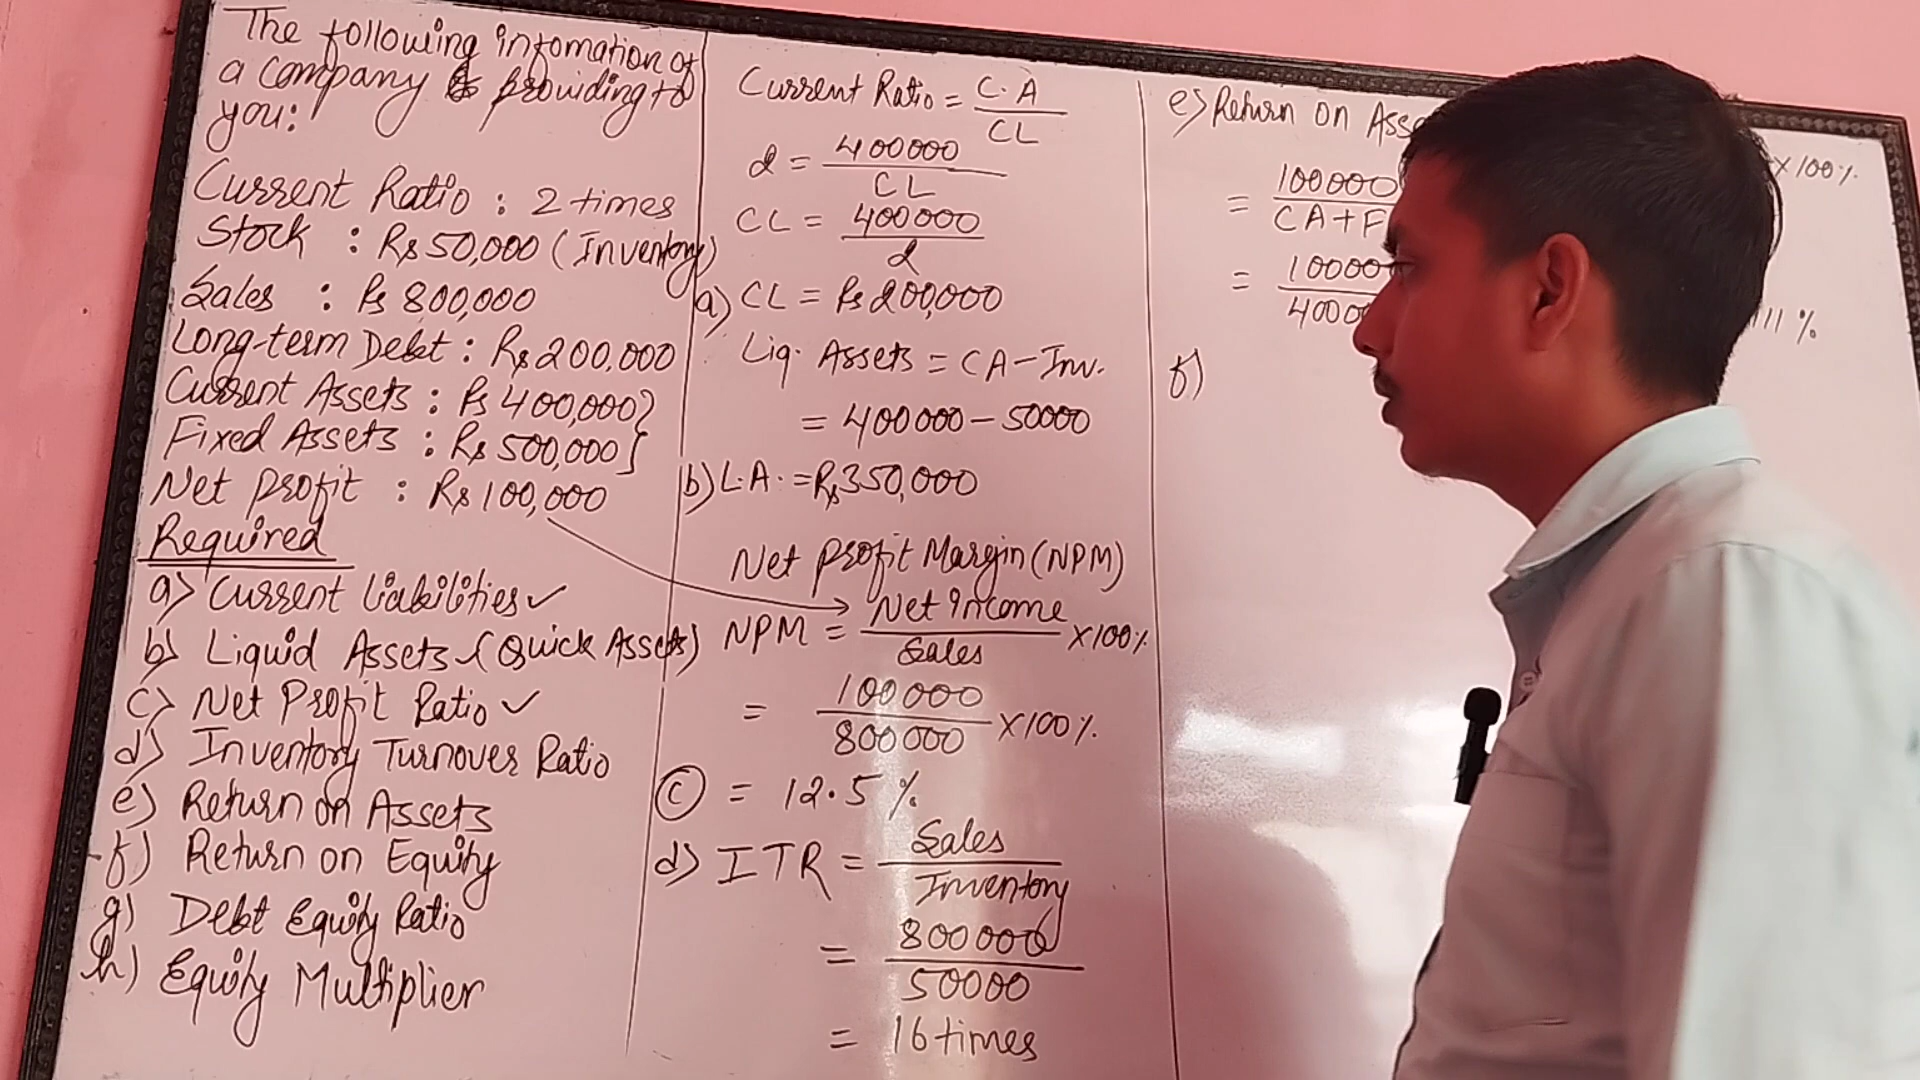 The following infomation of
a company is providing to
you:
Current Ratio : 2 times
Stock : Rs 50,000 (Inventory)
Sales : Rs 800,000
Long-term Debt : Rs 200,000
Current Assets : Rs 400,000}
Fixed Assets : Rs 500,000}
Net profit : Rs 100,000
Required
a) Current liabilities ✓
b) Liquid Assets ✓ (Quick Assets)
c) Net Profit Ratio ✓
d) Inventory Turnover Ratio
e) Return on Assets
f) Return on Equity
g) Debt Equity Ratio
h) Equity Multiplier
Current Ratio = C.A
CL
2 = 400000
CL
CL = 400000
2
a) CL = Rs 200,000
Liq. Assets = CA - Inv.
= 400000 - 50000
b) L.A. = Rs 350,000
Net Profit Margin (NPM)
NPM = Net income
Sales × 100%
= 100000
800000 × 100%
c = 12.5 %
d) ITR = Sales
Inventory
= 800000
50000
= 16 times
e) Return on
× 100%
= 100000
CA + F
=
%
f)